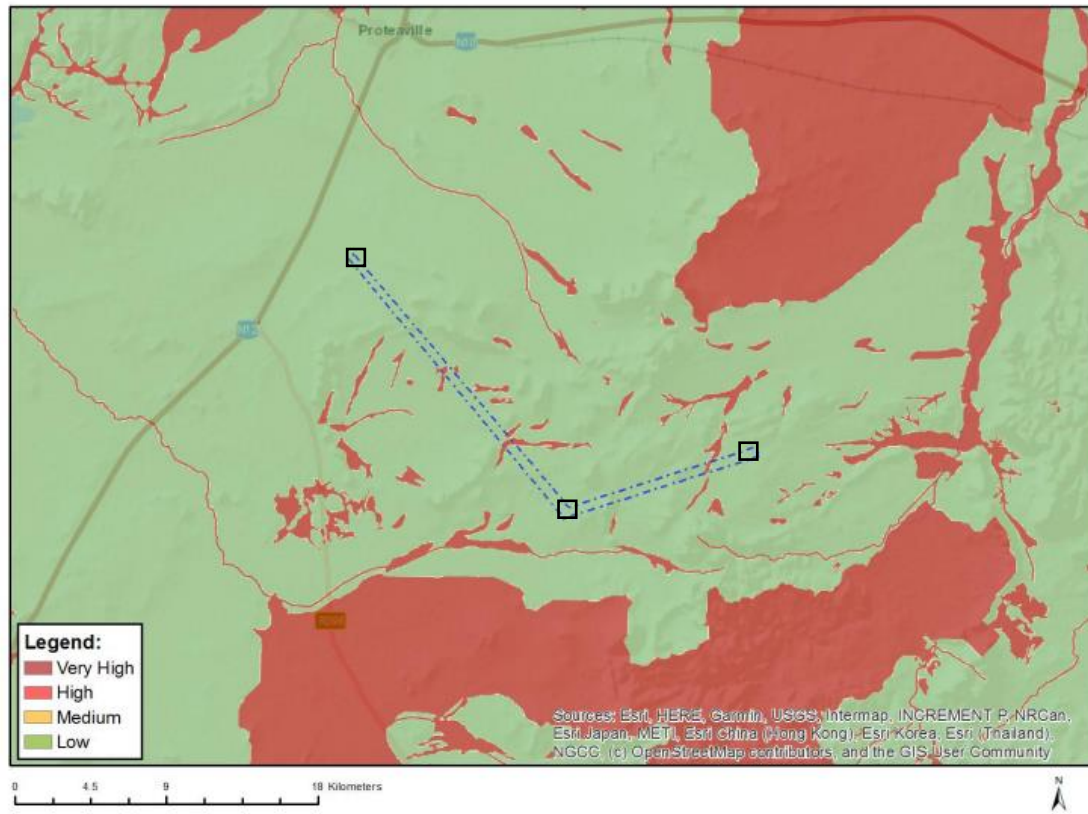 Proteaville
N12
Legend:
Very High
High
Medium
Low
Sources: Esri, HERE, Garmin, USGS, Intermap, INCREMENT P, NRCan,
Esri Japan, METI, Esri China (Hong Kong), Esri Korea, Esri (Thailand),
NGCC, (c) OpenStreetMap contributors, and the GIS User Community
0 4.5 9 18 Kilometers
N